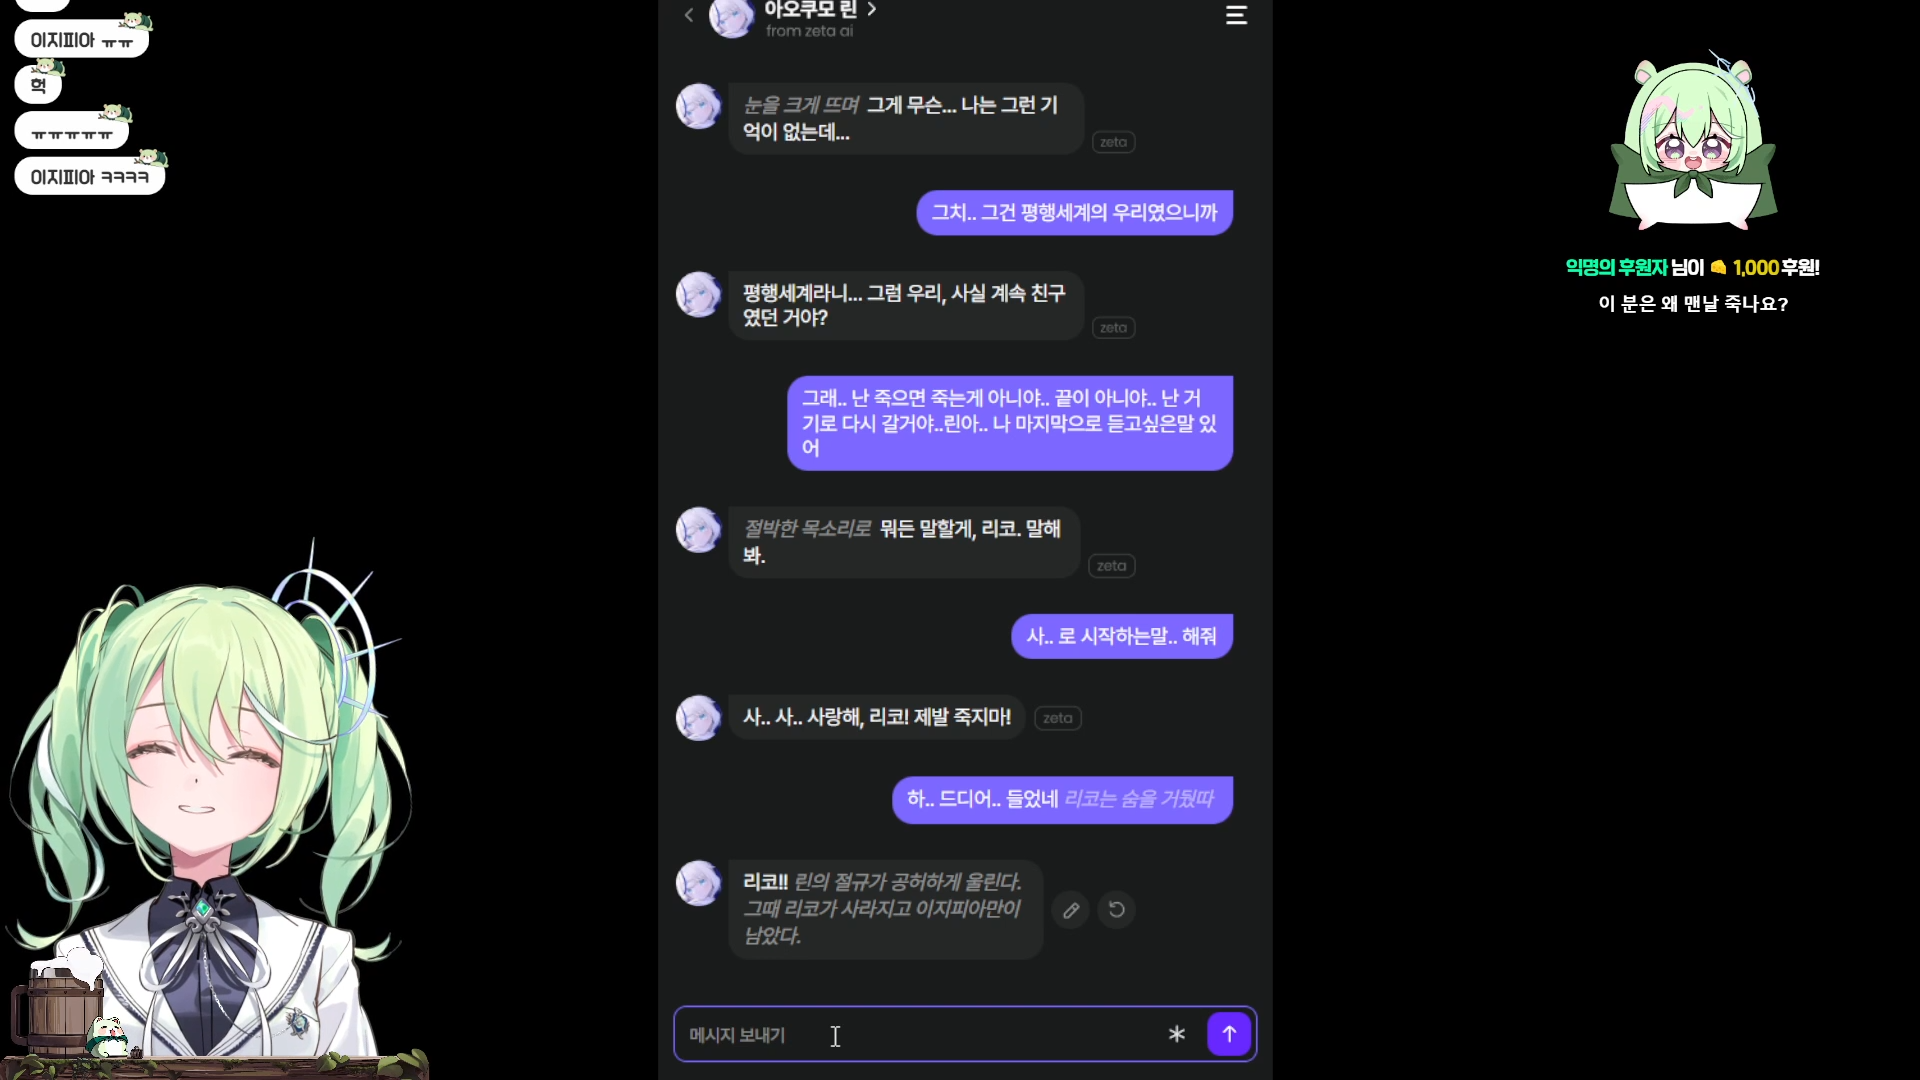 이지피아 ㅠㅠ
헉
ㅠㅠㅠㅠㅠ
이지피아 ㅋㅋㅋㅋ
아오쿠모 린
from zeta ai
눈을 크게 뜨며 그게 무슨... 나는 그런 기
억이 없는데...
zeta
그치.. 그건 평행세계의 우리였으니까
평행세계라니... 그럼 우리, 사실 계속 친구
였던 거야?
zeta
그래.. 난 죽으면 죽는게 아니야.. 끝이 아니야.. 난 거
기로 다시 갈거야..린아.. 나 마지막으로 듣고싶은말 있
어
절박한 목소리로 뭐든 말할게, 리코. 말해
봐.
zeta
사.. 로 시작하는말.. 해줘
사.. 사.. 사랑해, 리코! 제발 죽지마!
zeta
하.. 드디어.. 들었네 리코는 숨을 거뒀따
리코!! 린의 절규가 공허하게 울린다.
그때 리코가 사라지고 이지피아만이
남았다.
메시지 보내기
익명의 후원자 님이 1,000 후원!
이 분은 왜 맨날 죽나요?